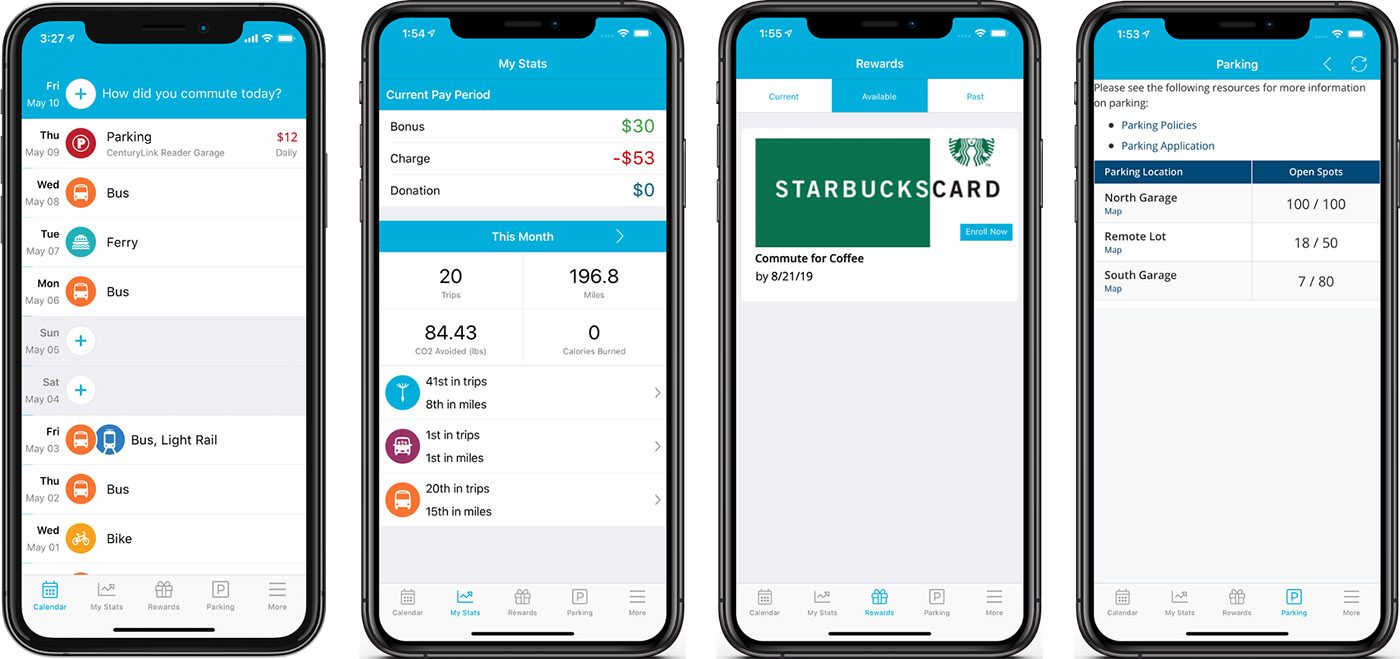 3:27
Fri
May 10
How did you commute today?
Thu
May 09
Parking
CenturyLink Reader Garage
$12
Daily
Wed
May 08
Bus
Tue
May 07
Ferry
Mon
May 06
Bus
Sun
May 05
Sat
May 04
Fri
May 03
Bus, Light Rail
Thu
May 02
Bus
Wed
May 01
Bike
Calendar
My Stats
Rewards
Parking
More
1:54
My Stats
Current Pay Period
Bonus $30
Charge -$53
Donation $0
This Month
20
Trips
196.8
Miles
84.43
CO2 Avoided (lbs)
0
Calories Burned
41st in trips
8th in miles
1st in trips
1st in miles
20th in trips
15th in miles
Calendar
My Stats
Rewards
Parking
More
1:55
Rewards
Current
Available
Past
STARBUCKS CARD
Enroll Now
Commute for Coffee
by 8/21/19
Calendar
My Stats
Rewards
Parking
More
1:53
Parking
Please see the following resources for more information
on parking:
• Parking Policies
• Parking Application
Parking Location Open Spots
North Garage
Map
100 / 100
Remote Lot
Map
18 / 50
South Garage
Map
7 / 80
Calendar
My Stats
Rewards
Parking
More